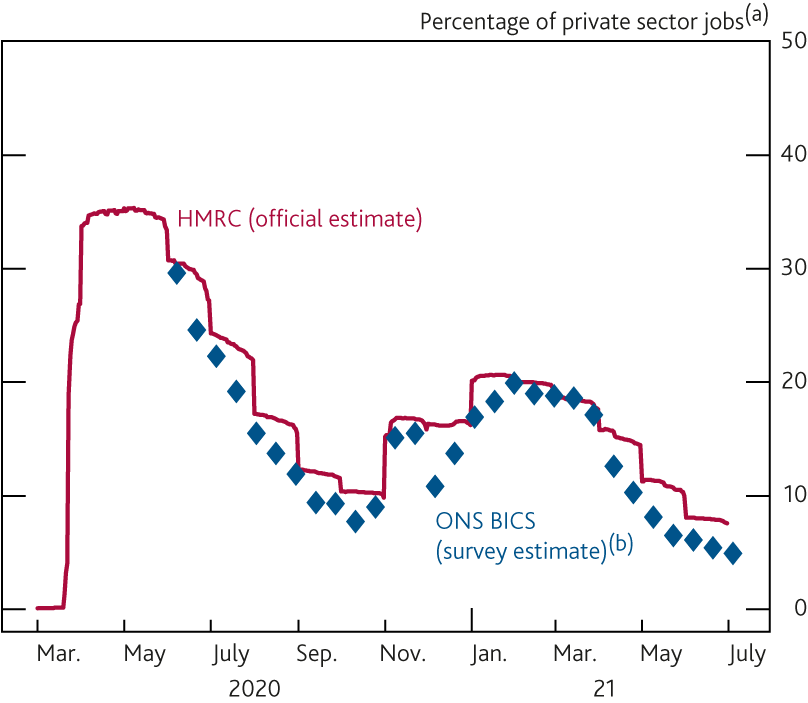 Percentage of private sector jobs(a)
50
40
HMRC (official estimate)
30
20
10
ONS BICS
(survey estimate)(b)
0
Mar. May July Sep. Nov. Jan. Mar. May July
2020 21